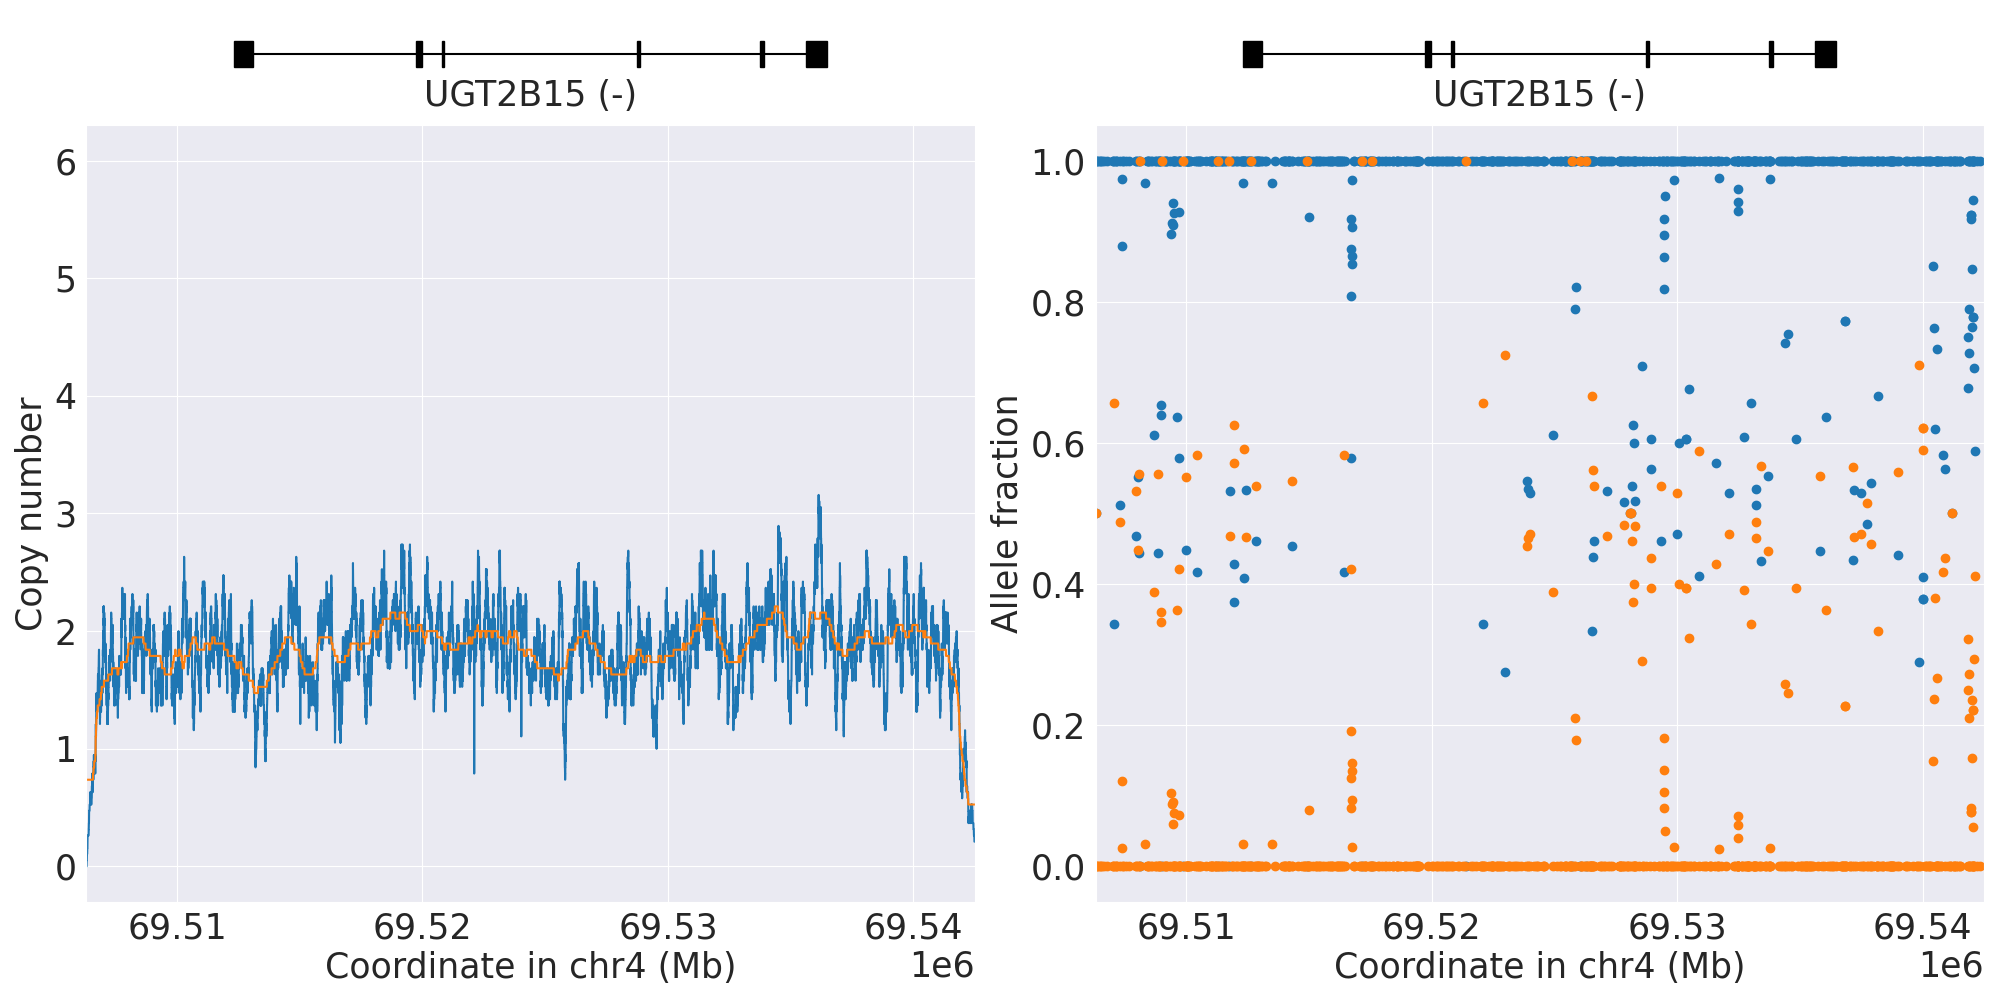 UGT2B15 (-)
6
5
4
3
2
1
0
Copy number
69.51 69.52 69.53 69.54
Coordinate in chr4 (Mb)
1e6
UGT2B15 (-)
1.0
0.8
0.6
0.4
0.2
0.0
Allele fraction
69.51 69.52 69.53 69.54
Coordinate in chr4 (Mb)
1e6